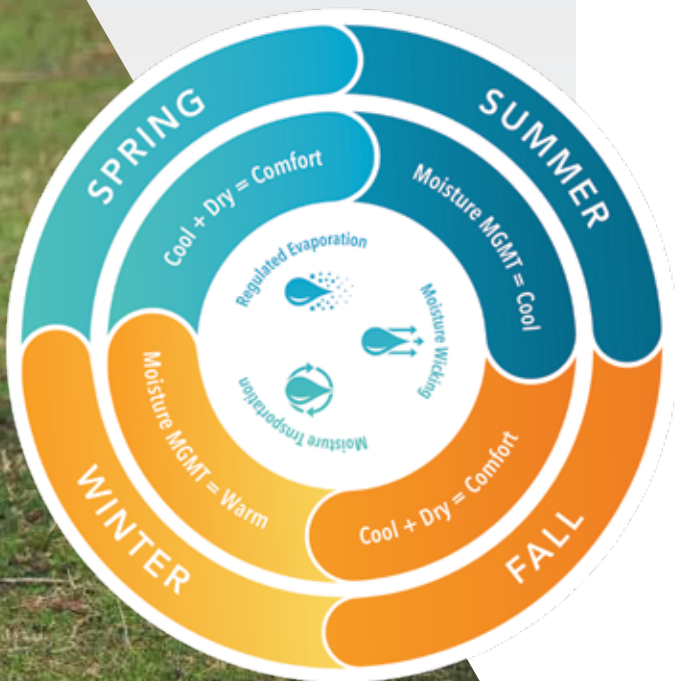 SPRING
SUMMER
FALL
WINTER
Cool + Dry = Comfort
Moisture MGMT = Cool
Cool + Dry = Comfort
Moisture MGMT = Warm
Regulated Evaporation
Moisture Wicking
Moisture Trnsportation